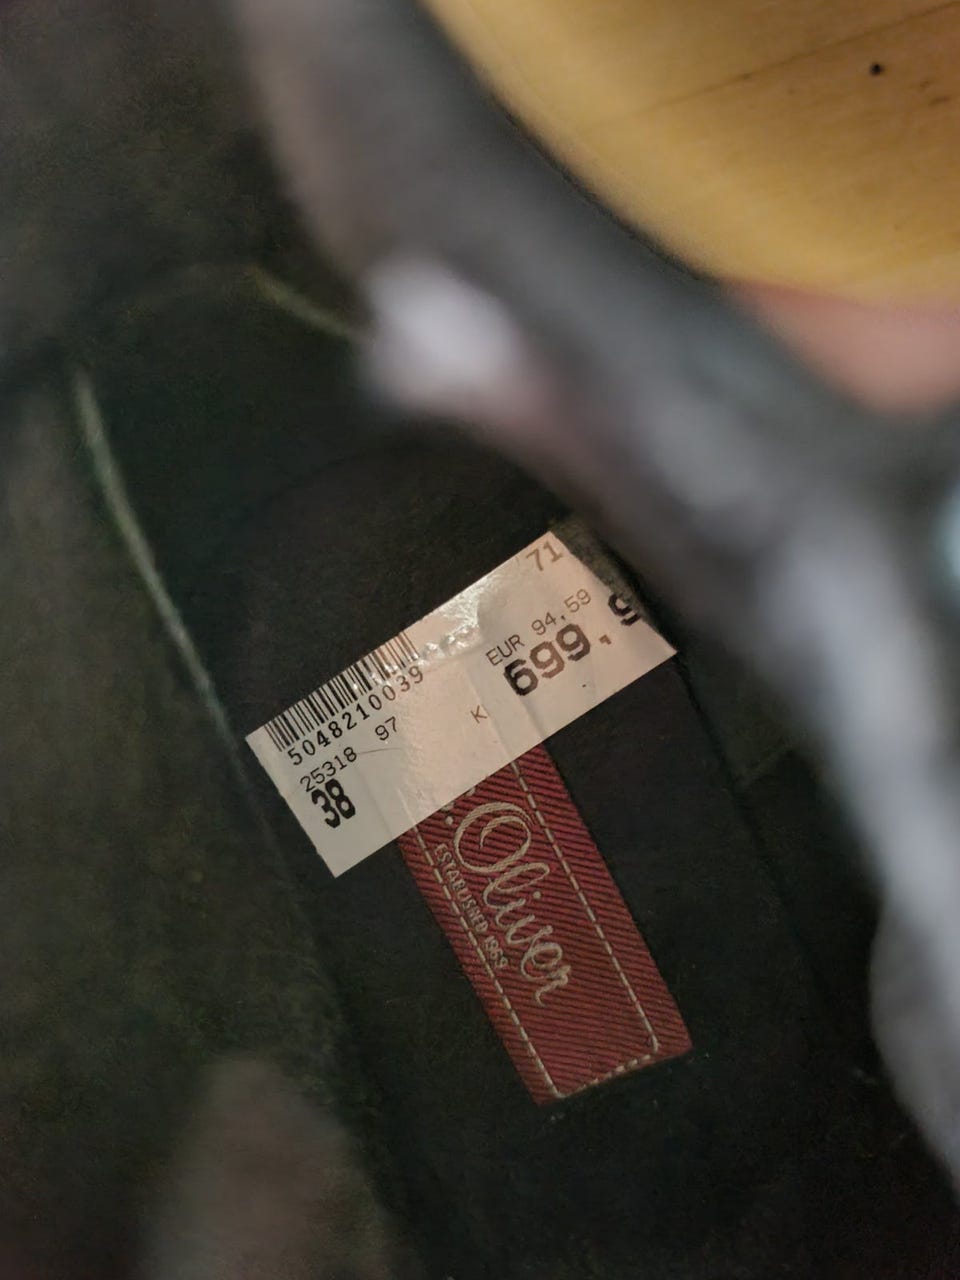 71
EUR 94.59
699.9
5048210039
25318 97 K
38
s.Oliver
ESTABLISHED 1969